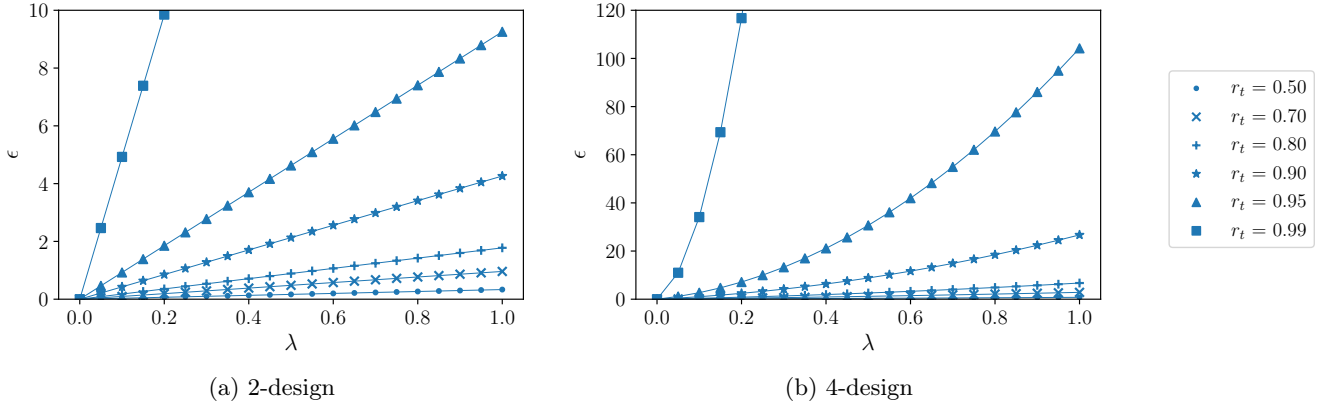 10
8
6
4
2
0
ϵ
0.0 0.2 0.4 0.6 0.8 1.0
λ
(a) 2-design
120
100
80
60
40
20
0
ϵ
0.0 0.2 0.4 0.6 0.8 1.0
λ
(b) 4-design
r_t = 0.50
r_t = 0.70
r_t = 0.80
r_t = 0.90
r_t = 0.95
r_t = 0.99